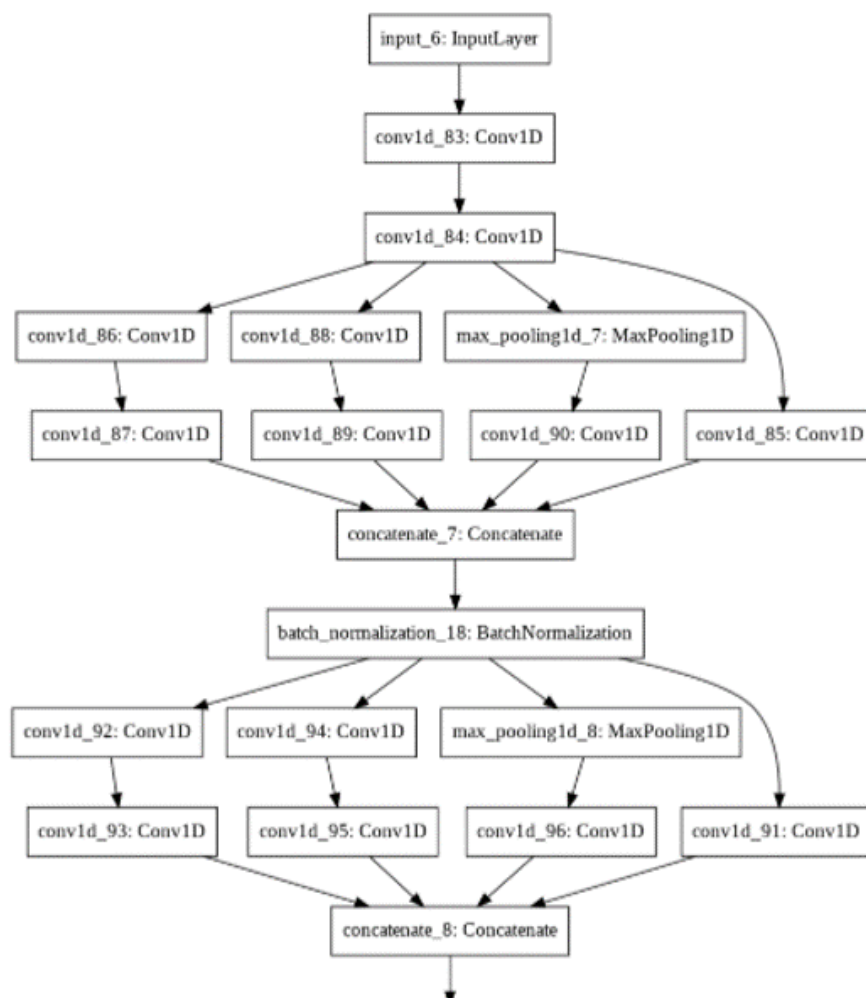 input_6: InputLayer
conv1d_83: Conv1D
conv1d_84: Conv1D
conv1d_86: Conv1D
conv1d_88: Conv1D
max_pooling1d_7: MaxPooling1D
conv1d_87: Conv1D
conv1d_89: Conv1D
conv1d_90: Conv1D
conv1d_85: Conv1D
concatenate_7: Concatenate
batch_normalization_18: BatchNormalization
conv1d_92: Conv1D
conv1d_94: Conv1D
max_pooling1d_8: MaxPooling1D
conv1d_93: Conv1D
conv1d_95: Conv1D
conv1d_96: Conv1D
conv1d_91: Conv1D
concatenate_8: Concatenate